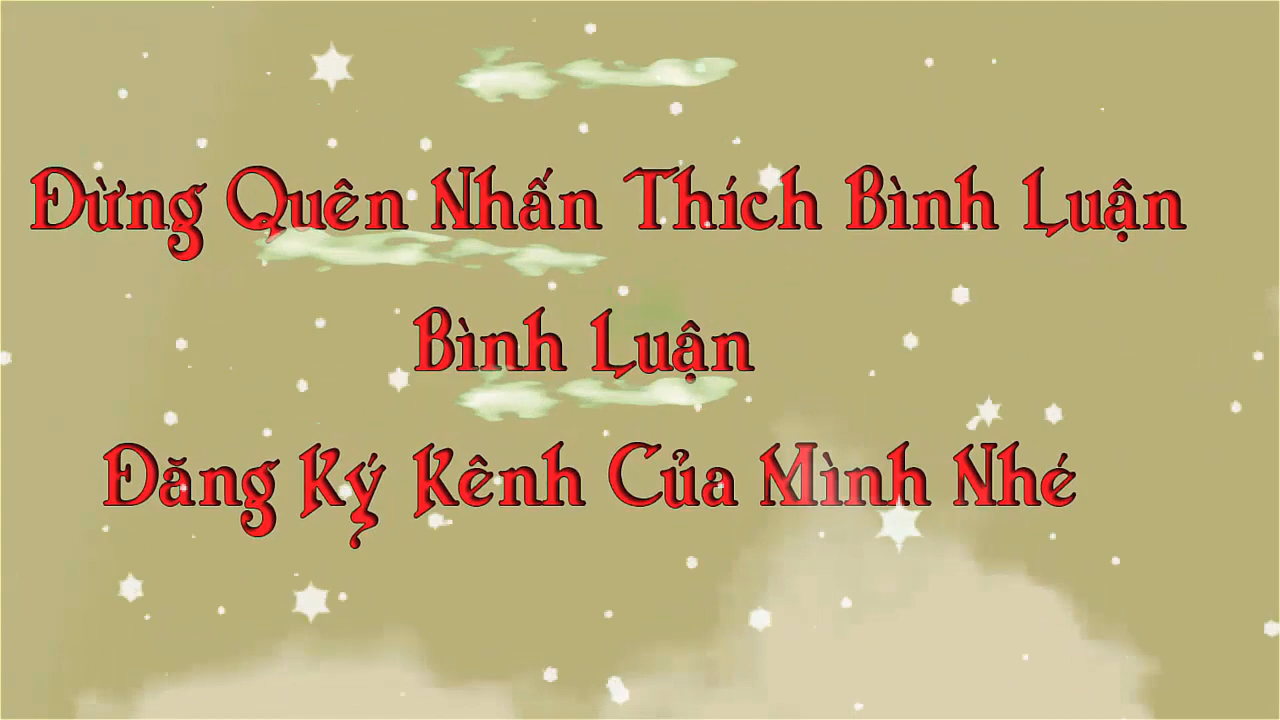 Đừng Quên Nhấn Thích Bình Luận
Bình Luận
Đăng Ký Kênh Của Mình Nhé